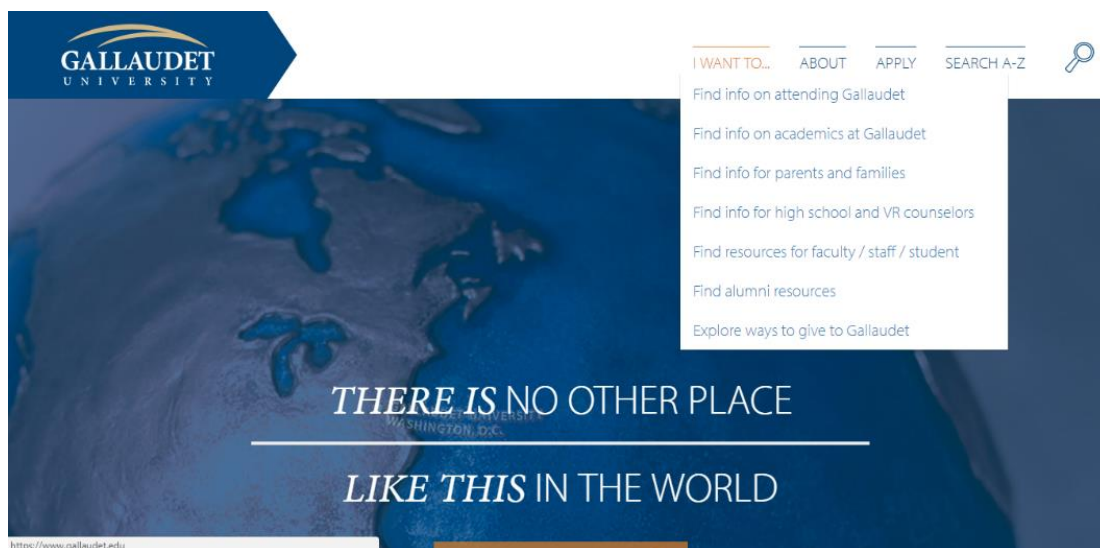 GALLAUDET
UNIVERSITY
I WANT TO...
ABOUT
APPLY
SEARCH A-Z
Find info on attending Gallaudet
Find info on academics at Gallaudet
Find info for parents and families
Find info for high school and VR counselors
Find resources for faculty / staff / student
Find alumni resources
Explore ways to give to Gallaudet
THERE IS NO OTHER PLACE
GALLAUDET UNIVERSITY
WASHINGTON, D.C.
LIKE THIS IN THE WORLD
https://www.gallaudet.edu